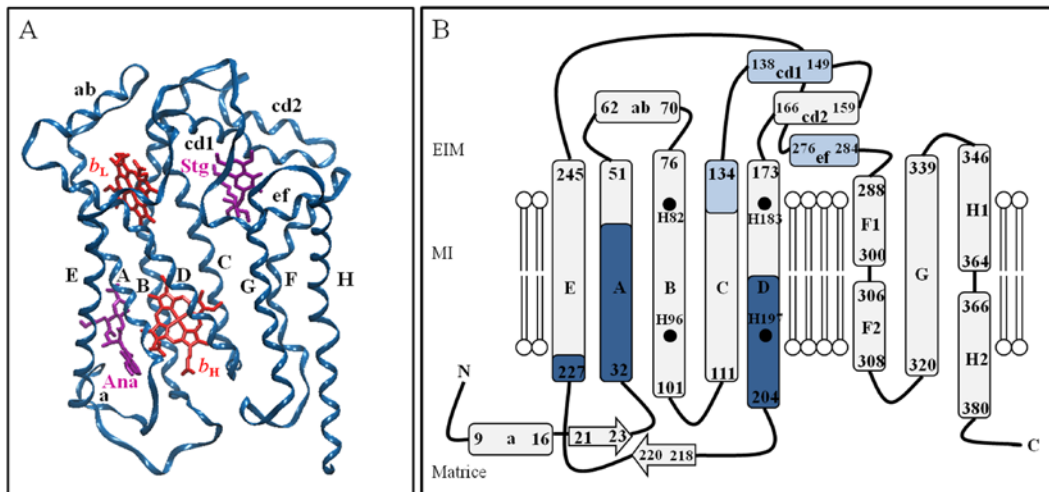 A
ab
cd2
cd1
bL
Stg
ef
E
A
B
D
C
G
F
H
Ana
bH
a
B
138 149
cd1
62 ab 70
166 159
cd2
EIM
276 284
ef
245
51
76
134
173
339
346
288
H82
H183
F1
H1
MI
300
364
E
A
B
C
D
G
306
366
H96
H197
F2
H2
227
32
101
111
204
308
320
380
N
9 a 16
21 23
220 218
C
Matrice